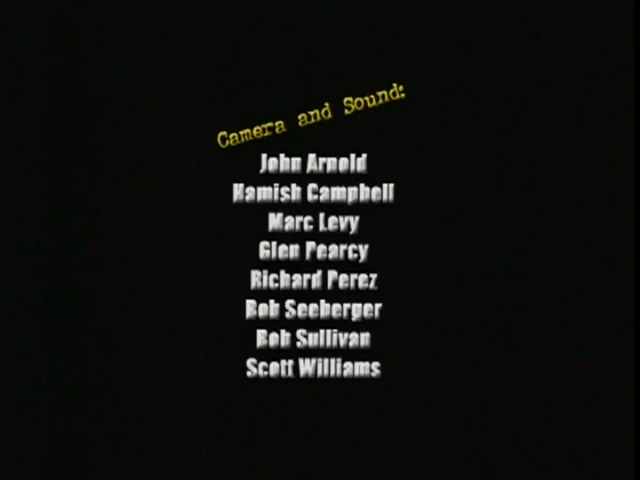 Camera and Sound:
John Arnold
Hamish Campbell
Marc Levy
Glen Pearcy
Richard Perez
Bob Seeberger
Bob Sullivan
Scott Williams